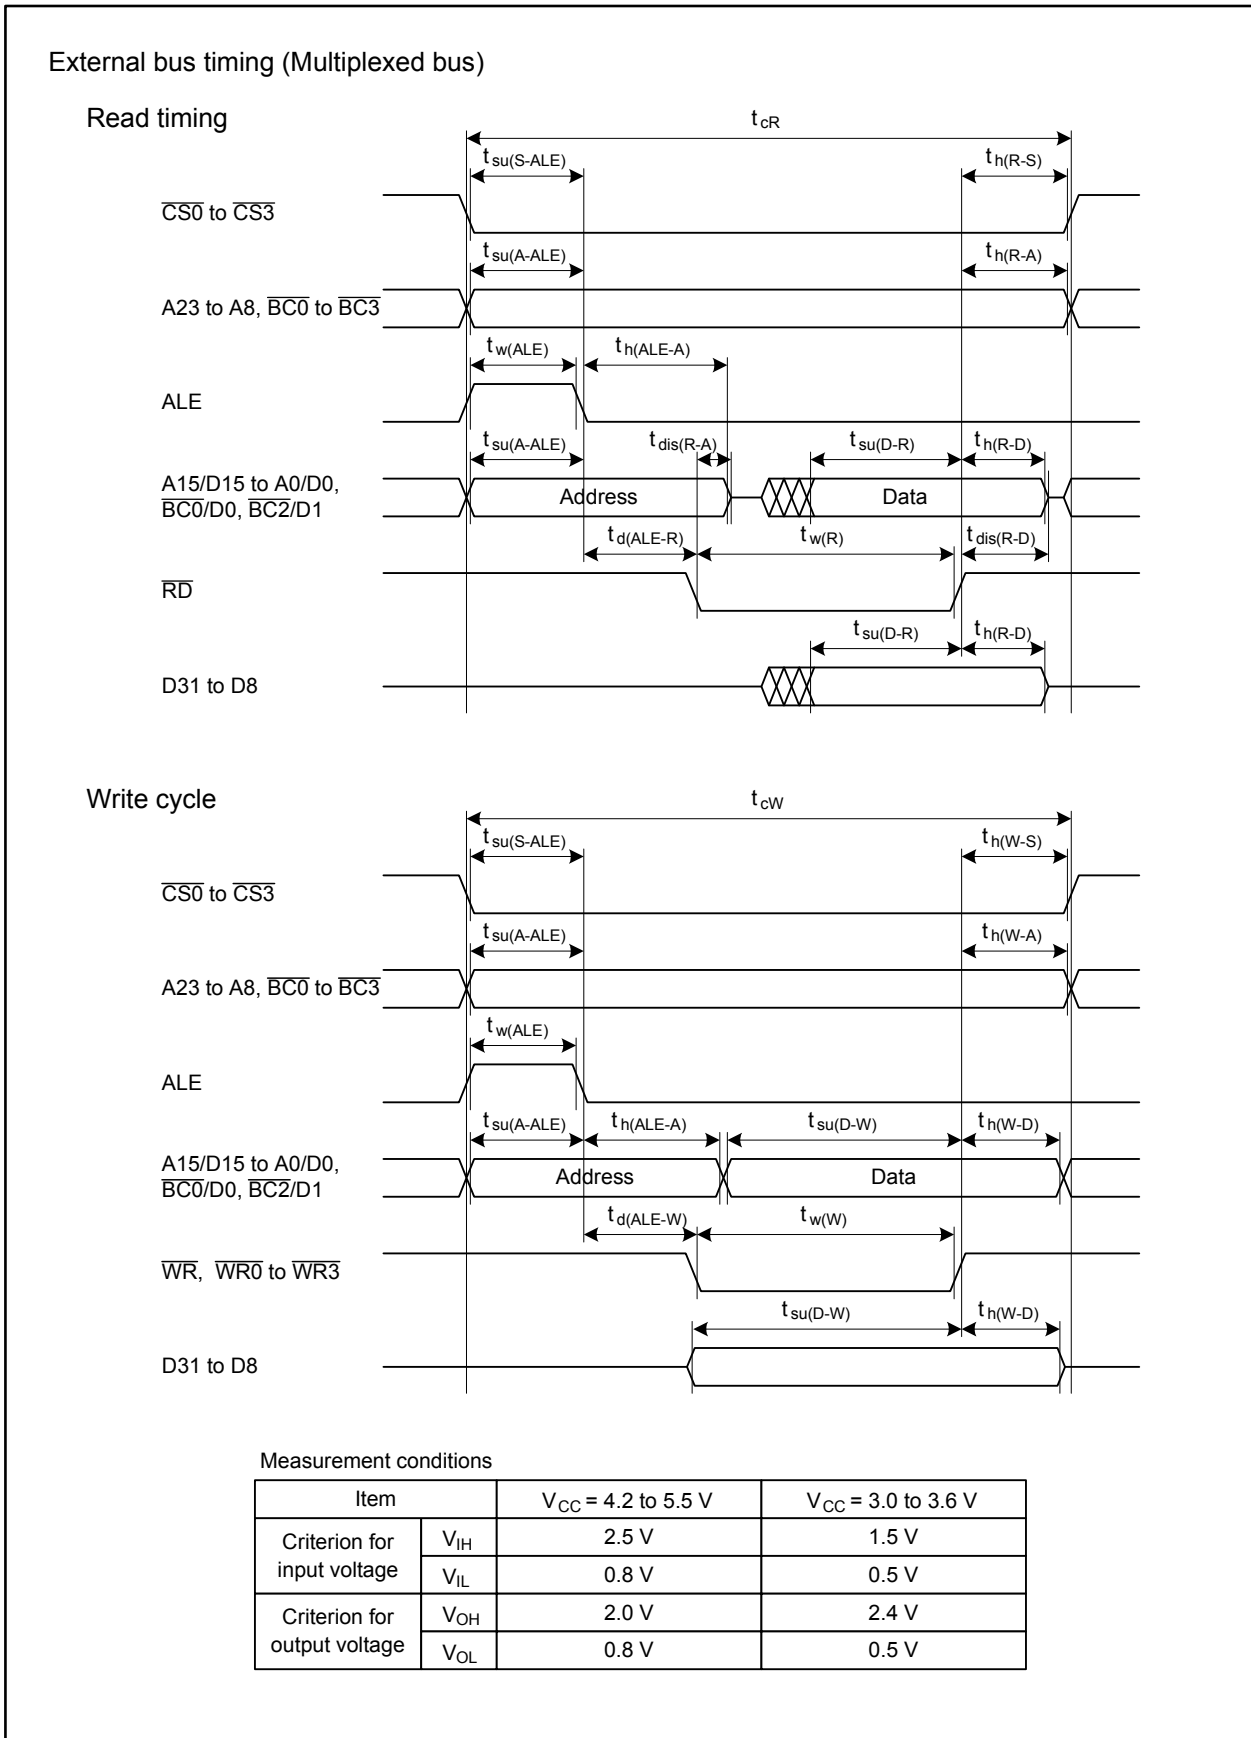 External bus timing (Multiplexed bus)
Read timing
tcR
tsu(S-ALE) th(R-S)
CS0 to CS3
tsu(A-ALE) th(R-A)
A23 to A8, BC0 to BC3
tw(ALE) th(ALE-A)
ALE
tsu(A-ALE) tdis(R-A) tsu(D-R) th(R-D)
A15/D15 to A0/D0,
BC0/D0, BC2/D1
Address Data
td(ALE-R) tw(R) tdis(R-D)
RD
tsu(D-R) th(R-D)
D31 to D8
Write cycle
tcW
tsu(S-ALE) th(W-S)
CS0 to CS3
tsu(A-ALE) th(W-A)
A23 to A8, BC0 to BC3
tw(ALE)
ALE
tsu(A-ALE) th(ALE-A) tsu(D-W) th(W-D)
A15/D15 to A0/D0,
BC0/D0, BC2/D1
Address Data
td(ALE-W) tw(W)
WR, WR0 to WR3
tsu(D-W) th(W-D)
D31 to D8
Measurement conditions
Item VCC = 4.2 to 5.5 V VCC = 3.0 to 3.6 V
Criterion for
input voltage
VIH 2.5 V 1.5 V
VIL 0.8 V 0.5 V
Criterion for
output voltage
VOH 2.0 V 2.4 V
VOL 0.8 V 0.5 V